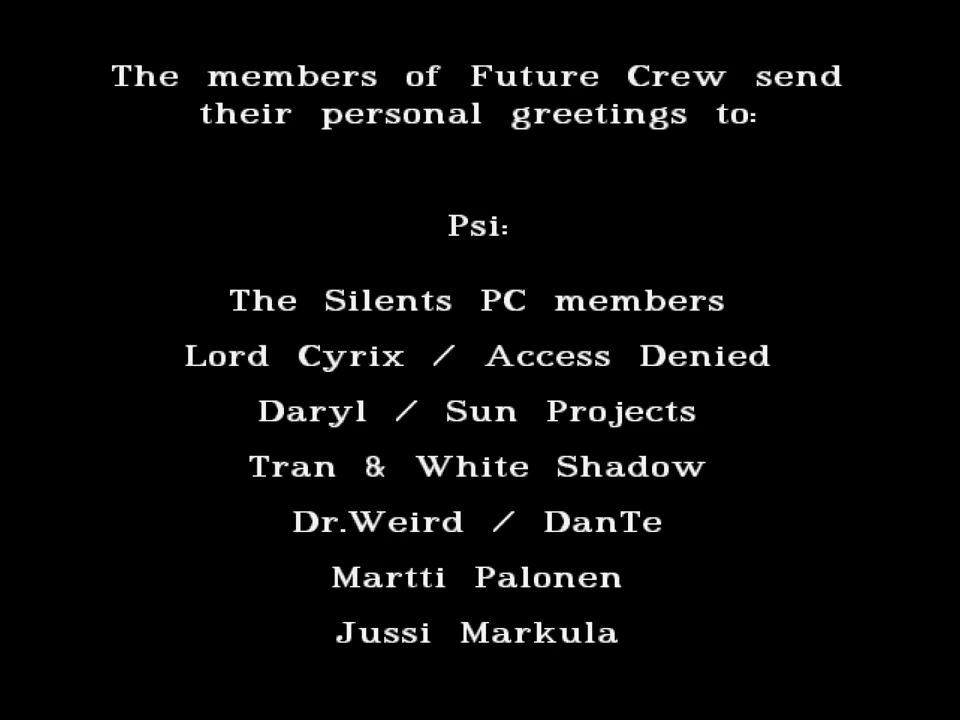 The members of Future Crew send
their personal greetings to:
Psi:
The Silents PC members
Lord Cyrix / Access Denied
Daryl / Sun Projects
Tran & White Shadow
Dr.Weird / DanTe
Martti Palonen
Jussi Markula